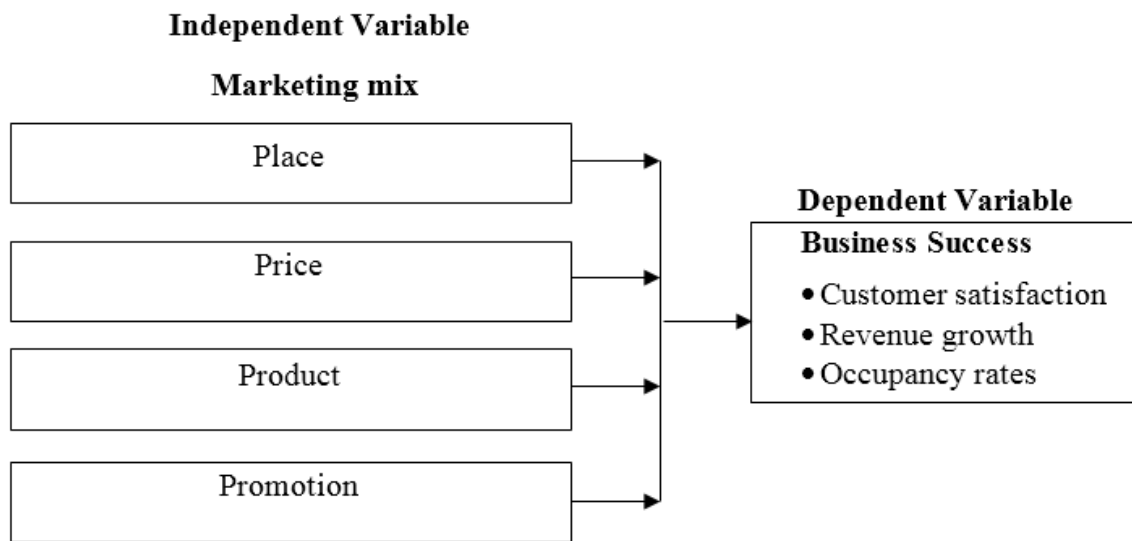 Independent Variable
Marketing mix
Place
Price
Product
Promotion
Dependent Variable
Business Success
• Customer satisfaction
• Revenue growth
• Occupancy rates